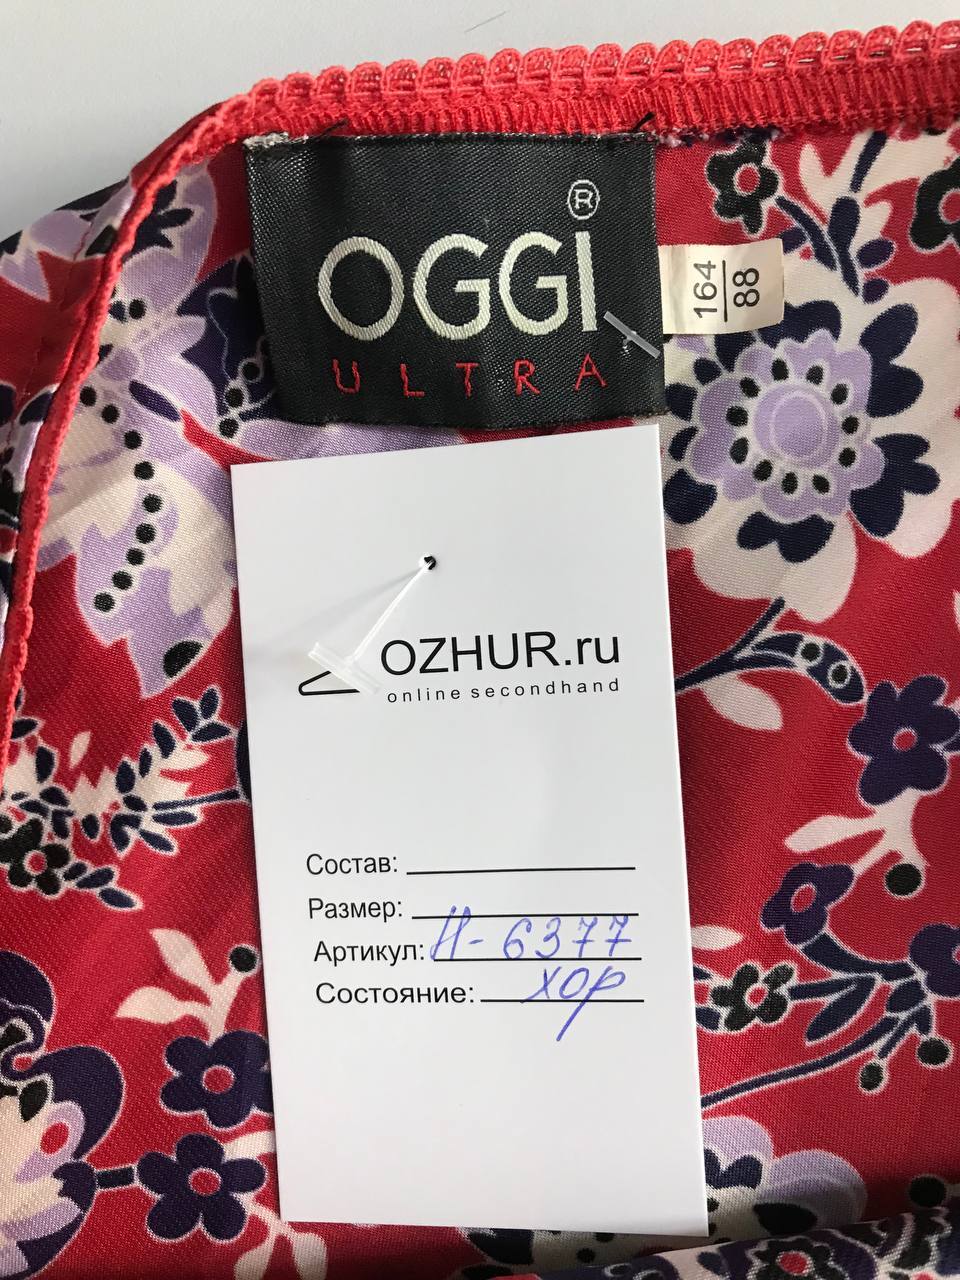 OGGI®
ULTRA
164
88
OZHUR.ru
online secondhand
Состав:
Размер:
Артикул: Н-6377
Состояние: хор